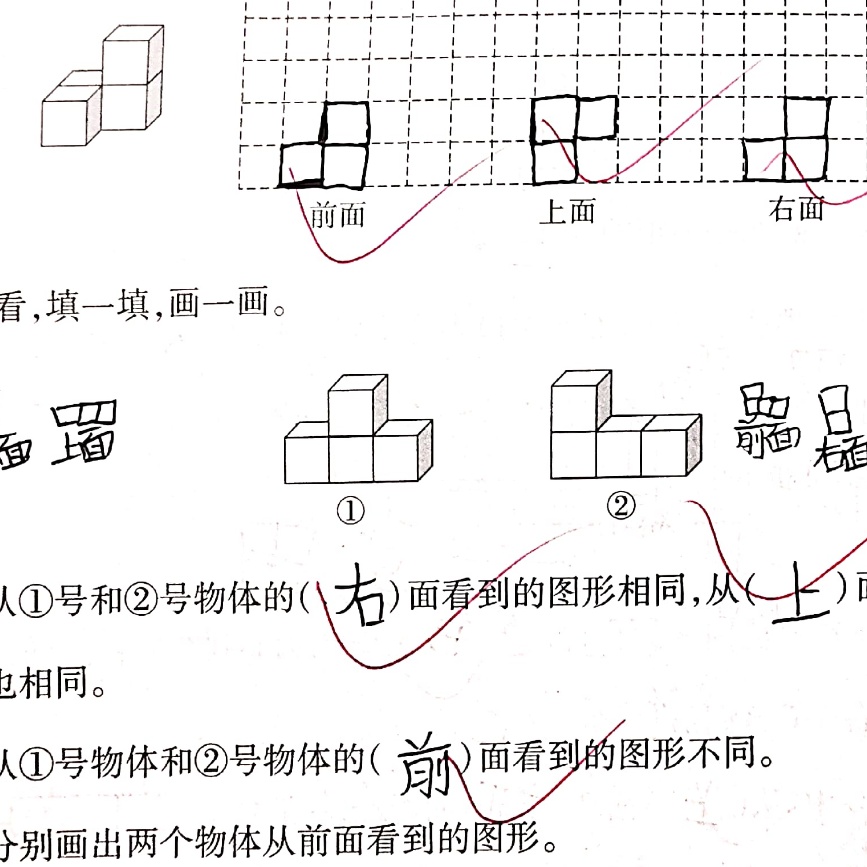 前面 上面 右面
看,填一填,画一画。
面 上面 前面 右面
① ②
从①号和②号物体的(右)面看到的图形相同,从(上)面
也相同。
从①号物体和②号物体的(前)面看到的图形不同。
分别画出两个物体从前面看到的图形。